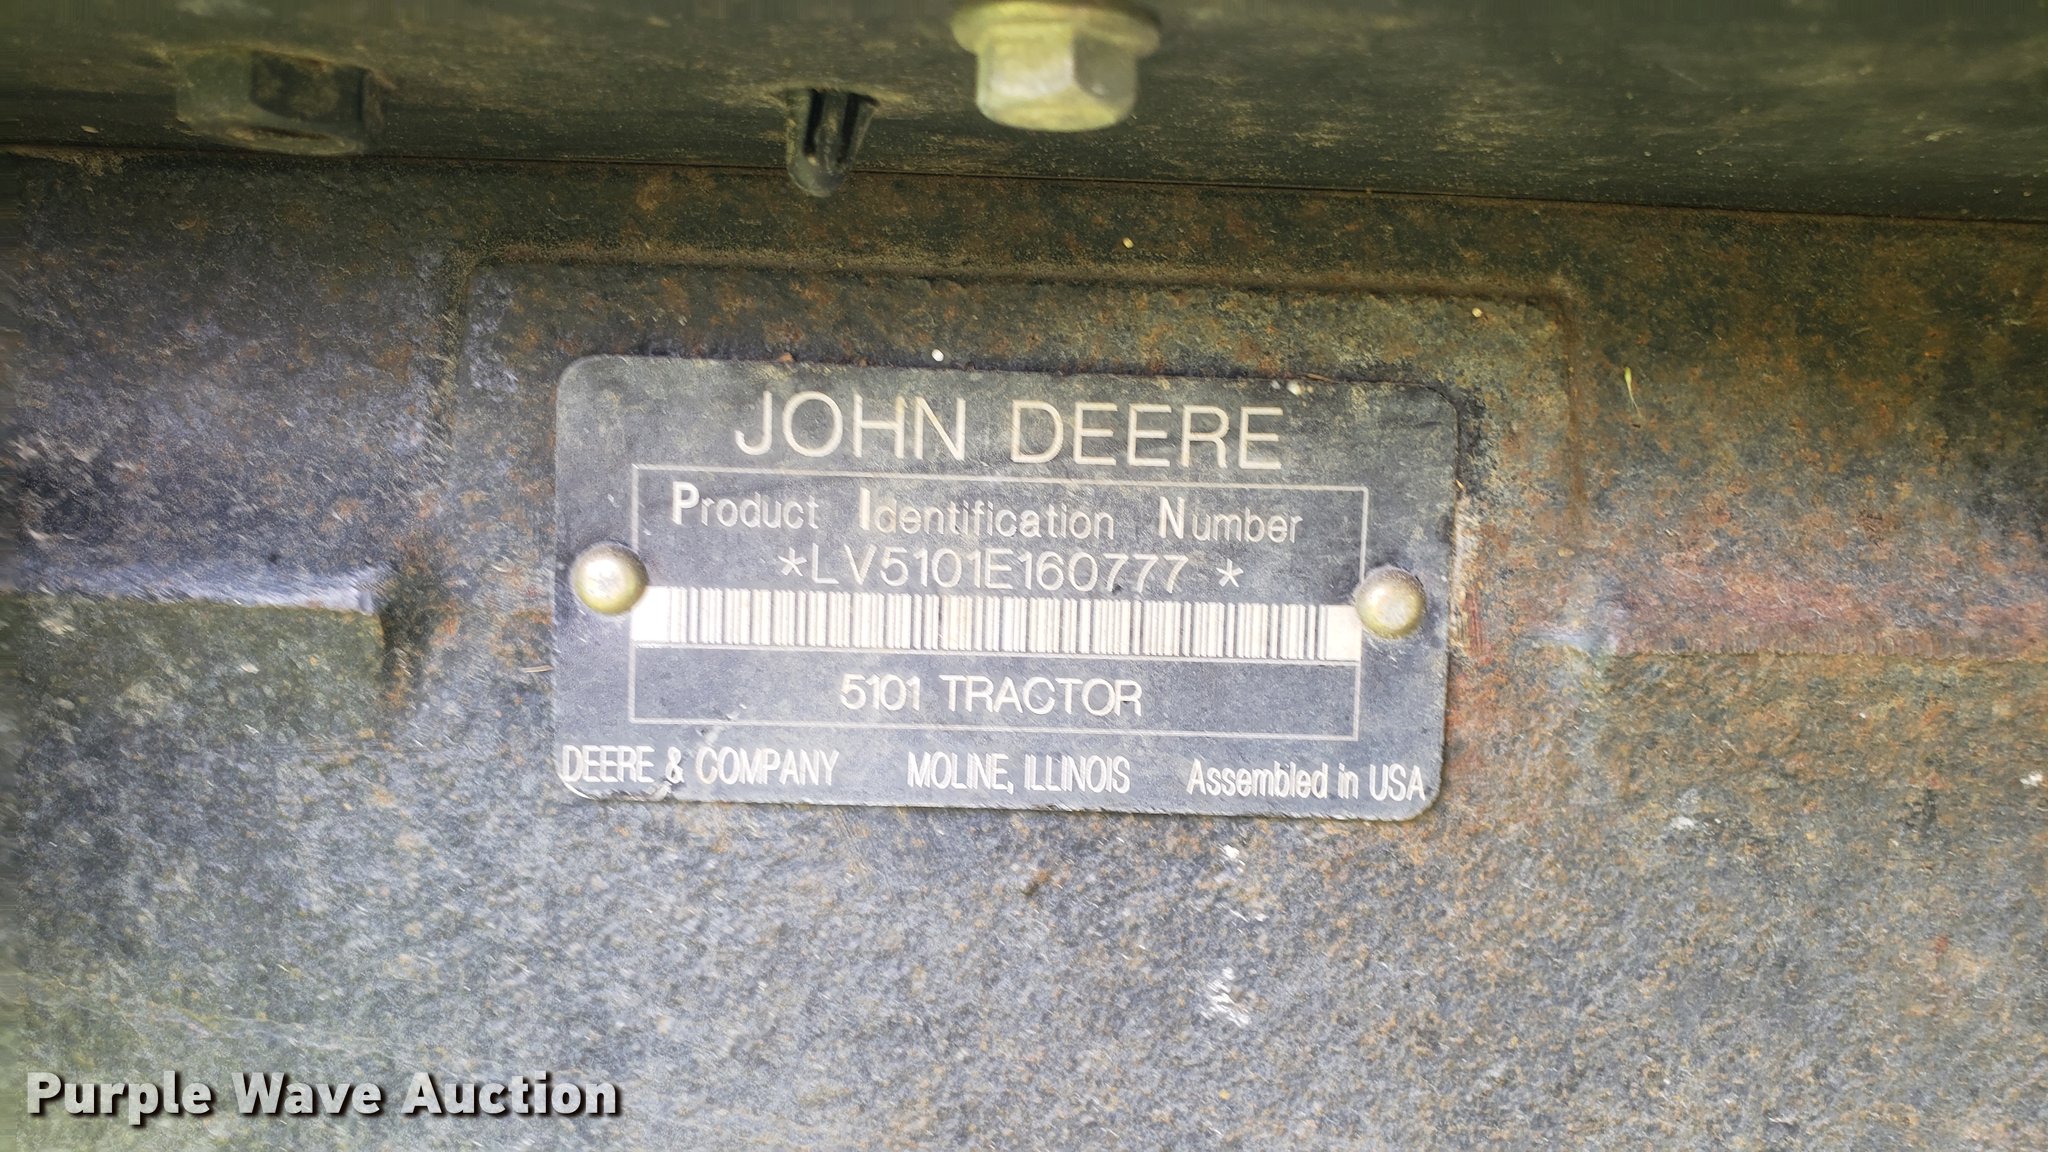 JOHN DEERE
Product Identification Number
*LV5101E160777 *
5101 TRACTOR
DEERE & COMPANY MOLINE, ILLINOIS Assembled in USA
Purple Wave Auction